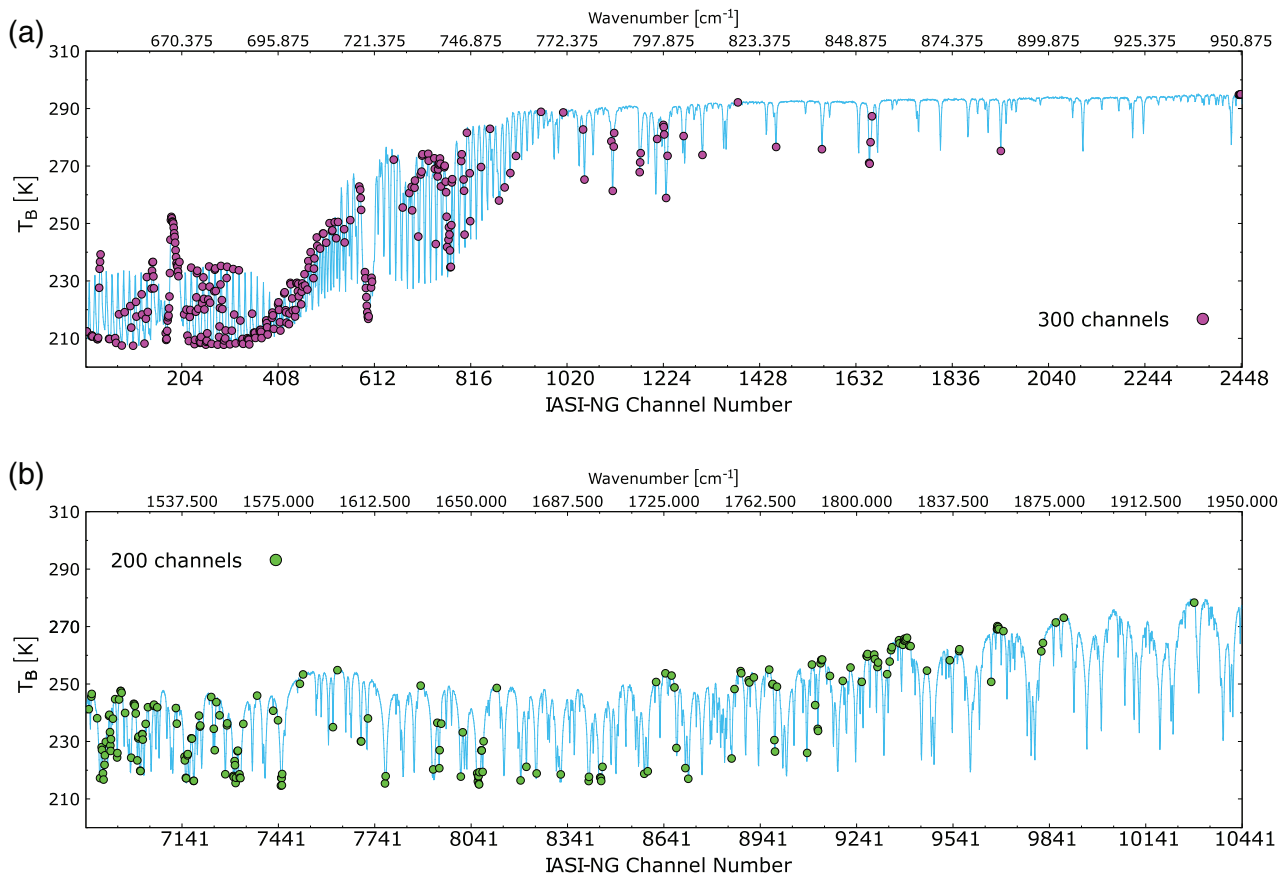 (a)
Wavenumber [cm-1]
670.375 695.875 721.375 746.875 772.375 797.875 823.375 848.875 874.375 899.875 925.375 950.875
310
290
270
250
230
210
TB [K]
300 channels
204 408 612 816 1020 1224 1428 1632 1836 2040 2244 2448
IASI-NG Channel Number
(b)
Wavenumber [cm-1]
1537.500 1575.000 1612.500 1650.000 1687.500 1725.000 1762.500 1800.000 1837.500 1875.000 1912.500 1950.000
310
290
270
250
230
210
TB [K]
200 channels
7141 7441 7741 8041 8341 8641 8941 9241 9541 9841 10141 10441
IASI-NG Channel Number